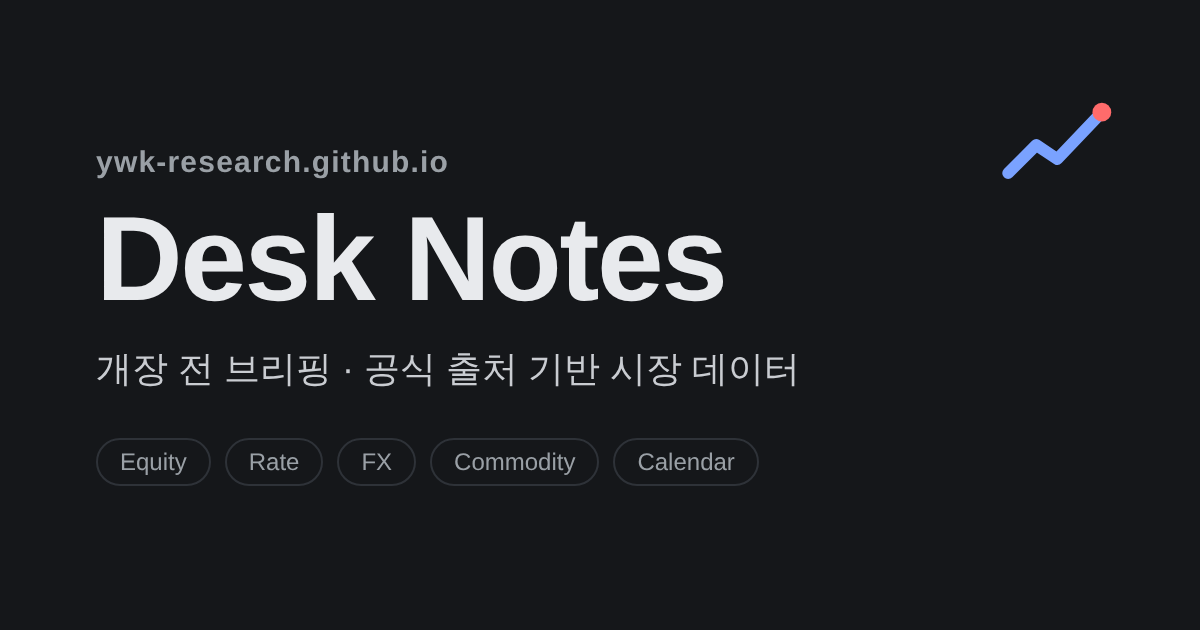 ywk-research.github.io
Desk Notes
개장 전 브리핑 · 공식 출처 기반 시장 데이터
Equity Rate FX Commodity Calendar